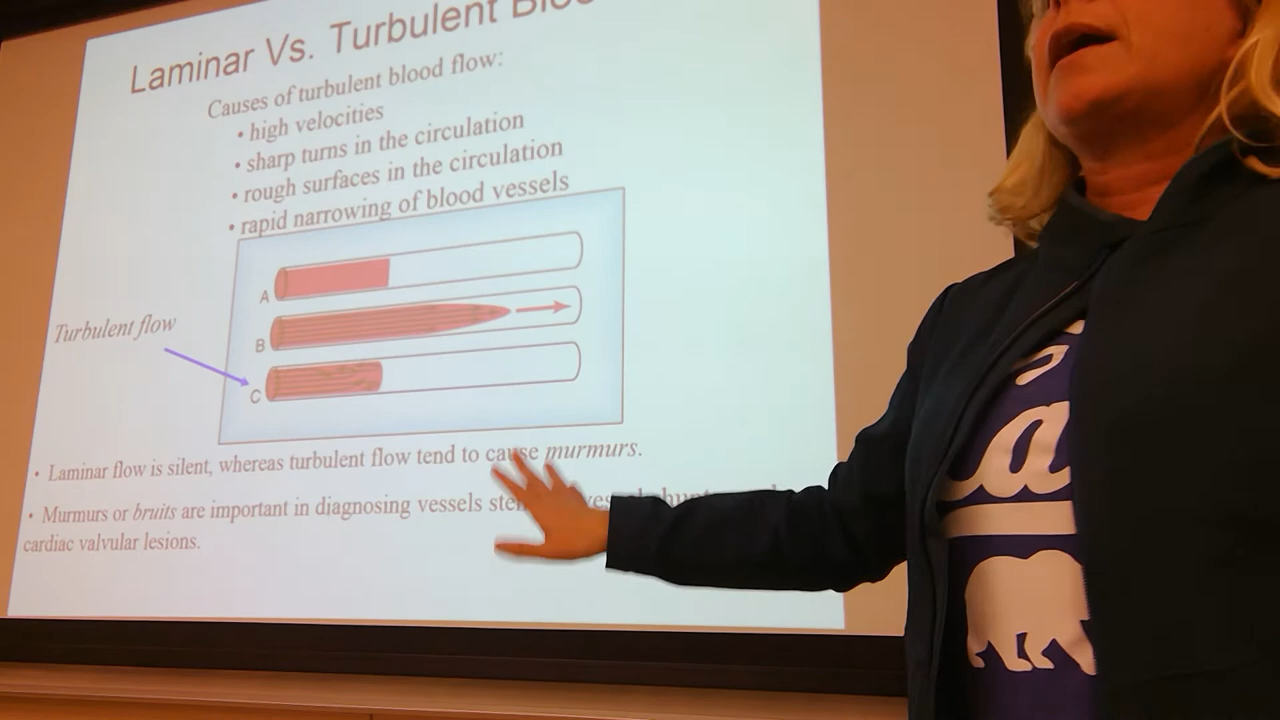 Laminar Vs. Turbulent
Causes of turbulent blood flow:
• high velocities
• sharp turns in the circulation
• rough surfaces in the circulation
• rapid narrowing of blood vessels
A
B
Turbulent flow
C
• Laminar flow is silent, whereas turbulent flow tend to cause murmurs.
• Murmurs or bruits are important in diagnosing vessels
cardiac valvular lesions.